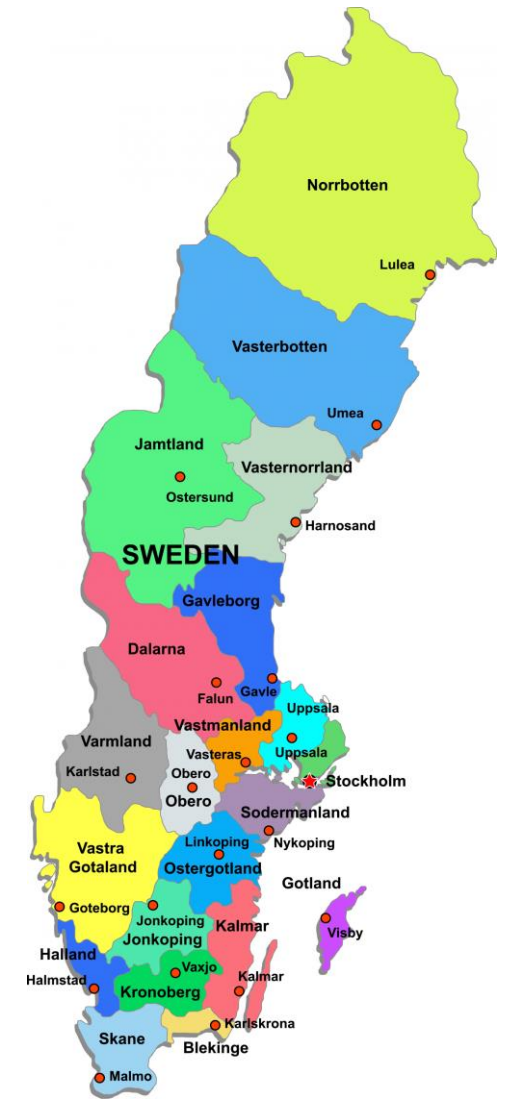 Norrbotten
Lulea
Vasterbotten
Umea
Jamtland
Vasternorrland
Ostersund
Harnosand
SWEDEN
Gavleborg
Dalarna
Falun
Gavle
Uppsala
Vastmanland
Varmland
Uppsala
Vasteras
Karlstad
Obero
Stockholm
Obero
Sodermanland
Linkoping
Nykoping
Vastra
Gotaland
Ostergotland
Gotland
Goteborg
Jonkoping
Kalmar
Visby
Jonkoping
Halland
Vaxjo
Halmstad
Kalmar
Kronoberg
Karlskrona
Skane
Blekinge
Malmo